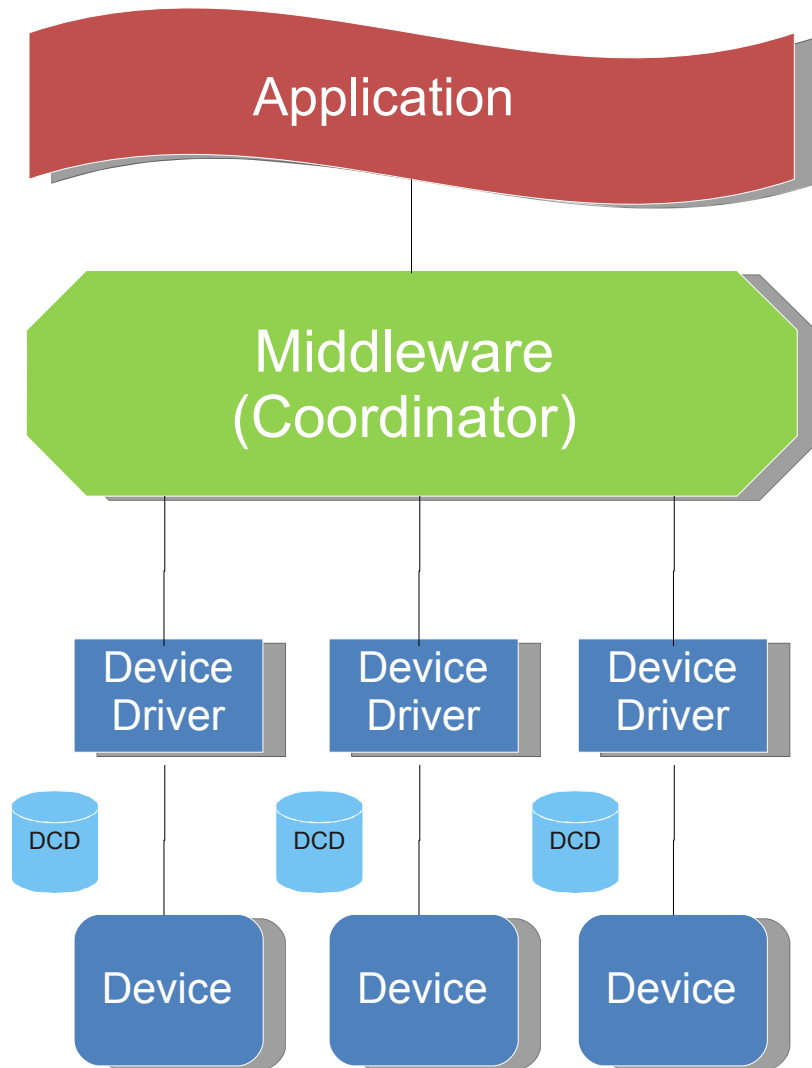 Application
Middleware
(Coordinator)
Device
Driver
Device
Driver
Device
Driver
DCD
DCD
DCD
Device
Device
Device